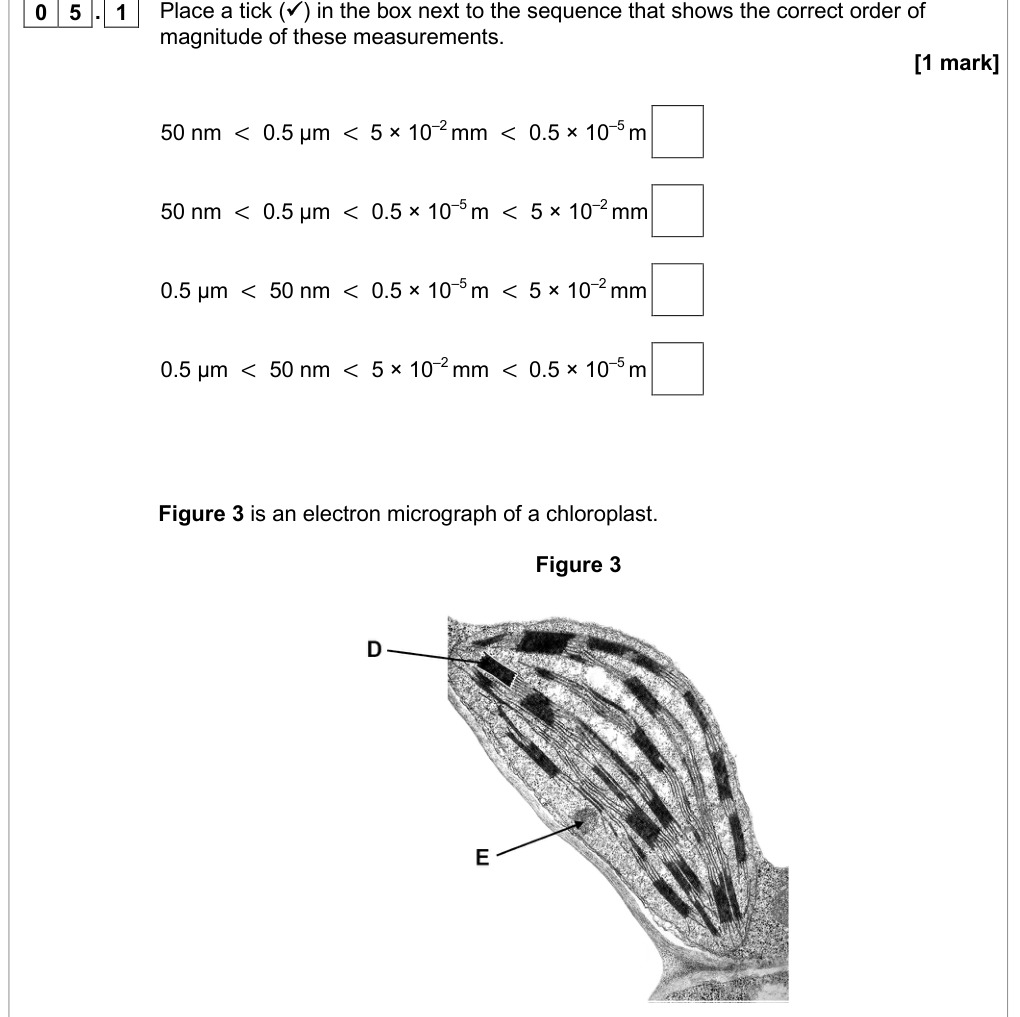 0 5 . 1 Place a tick (✓) in the box next to the sequence that shows the correct order of
magnitude of these measurements.
[1 mark]
50 nm < 0.5 µm < 5 × 10⁻² mm < 0.5 × 10⁻⁵ m
50 nm < 0.5 µm < 0.5 × 10⁻⁵ m < 5 × 10⁻² mm
0.5 µm < 50 nm < 0.5 × 10⁻⁵ m < 5 × 10⁻² mm
0.5 µm < 50 nm < 5 × 10⁻² mm < 0.5 × 10⁻⁵ m
Figure 3 is an electron micrograph of a chloroplast.
Figure 3
D
E